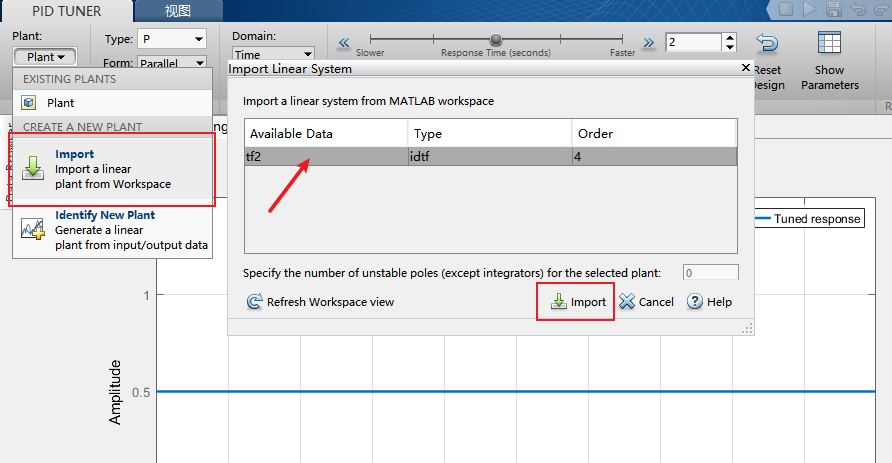 PID TUNER
视图
Plant:
Plant
Type:
P
Form:
Parallel
Domain:
Time
Slower
Response Time (seconds)
Faster
2
Reset
Design
Show
Parameters
EXISTING PLANTS
Plant
CREATE A NEW PLANT
Import
Import a linear
plant from Workspace
Identify New Plant
Generate a linear
plant from input/output data
Import Linear System
Import a linear system from MATLAB workspace
Available Data
Type
Order
tf2
idtf
4
Specify the number of unstable poles (except integrators) for the selected plant:
0
Refresh Workspace view
Import
Cancel
Help
Tuned response
1
0.5
Amplitude